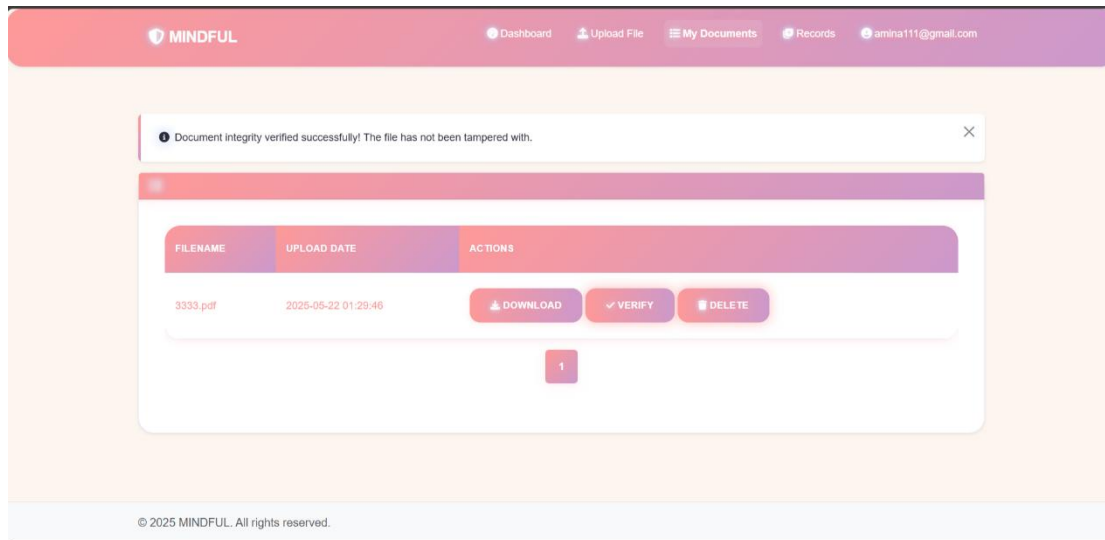 MINDFUL Dashboard Upload File My Documents Records amina111@gmail.com
Document integrity verified successfully! The file has not been tampered with.
FILENAME UPLOAD DATE ACTIONS
3333.pdf 2025-05-22 01:29:46 DOWNLOAD VERIFY DELETE
1
© 2025 MINDFUL. All rights reserved.